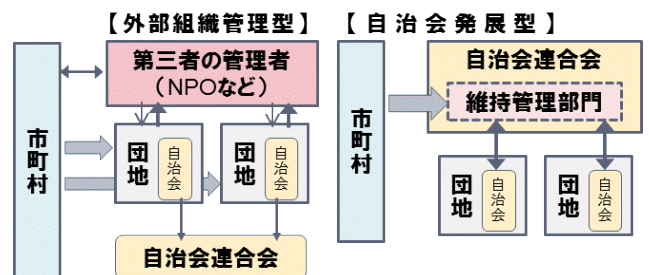 【外部組織管理型】
市町村
第三者の管理者
（NPOなど）
団地
自治会
団地
自治会
自治会連合会
【自治会発展型】
市町村
自治会連合会
維持管理部門
団地
自治会
団地
自治会